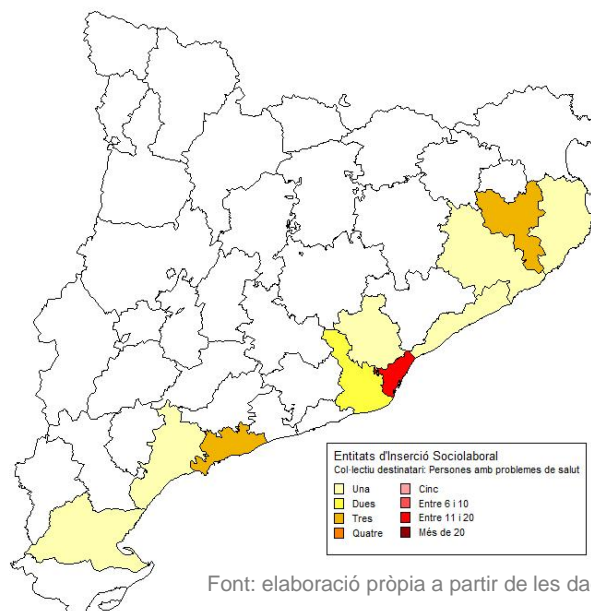 Entitats d'Inserció Sociolaboral
Col·lectiu destinatari: Persones amb problemes de salut
Una
Dues
Tres
Quatre
Cinc
Entre 6 i 10
Entre 11 i 20
Més de 20
Font: elaboració pròpia a partir de les da